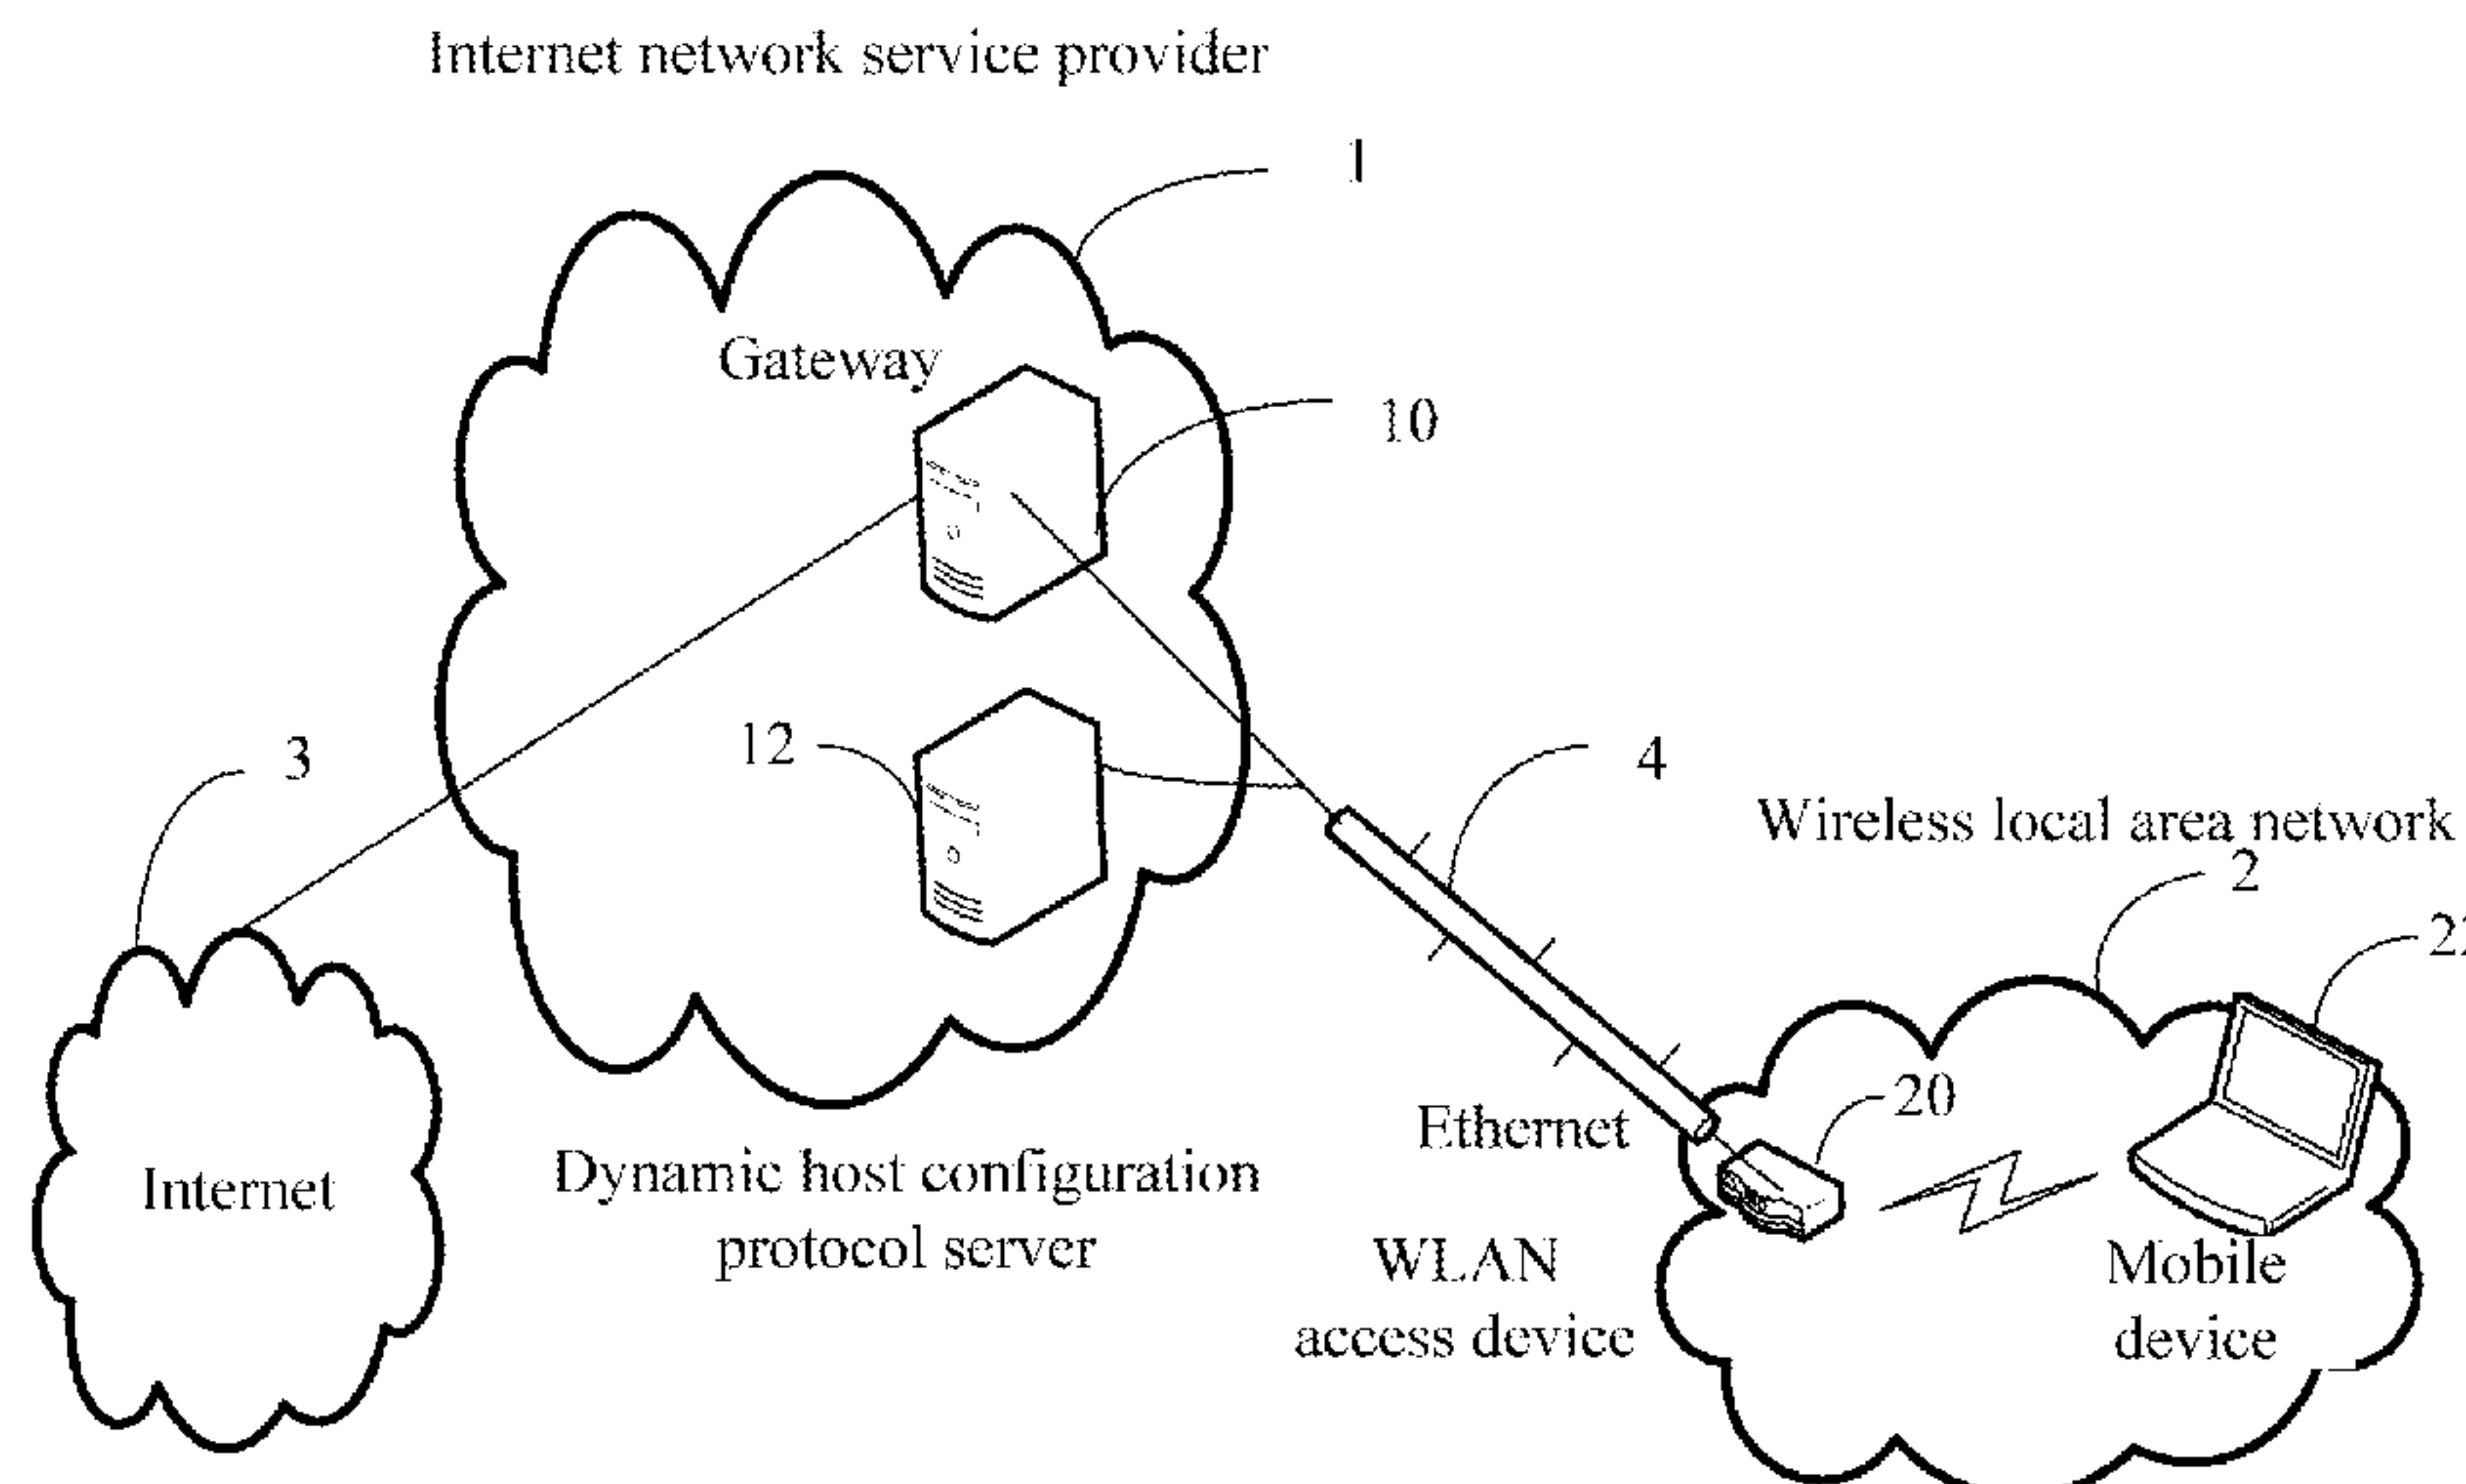 Internet network service provider
1
Gateway
10
12
3
4
Wireless local area network
2
22
20
Ethernet
Internet
Dynamic host configuration
protocol server
WLAN
access device
Mobile
device